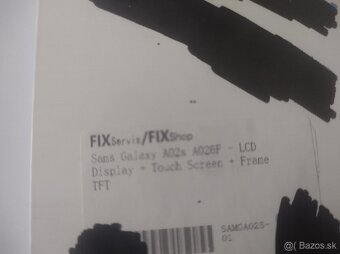 FIXServis/FIXShop
Sams Galaxy A02s A026F - LCD
Display + Touch Screen + Frame
TFT
SAMGA02S-
01
© Bazos.sk